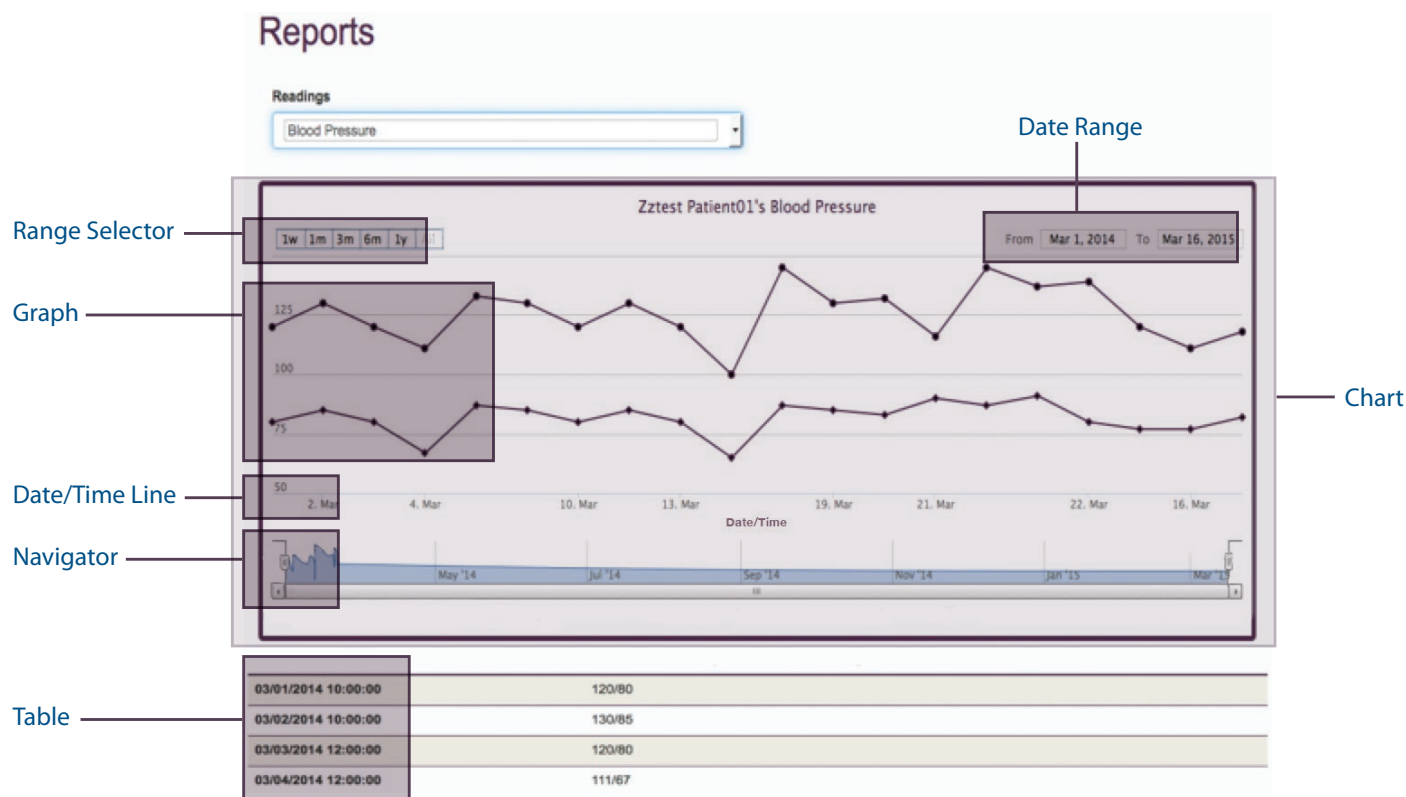 Reports
Readings
Blood Pressure
Date Range
Zztest Patient01's Blood Pressure
Range Selector
1w 1m 3m 6m 1y All
From Mar 1, 2014 To Mar 16, 2015
Graph
125
100
Chart
75
Date/Time Line
50
2. Mar 4. Mar 10. Mar 13. Mar 19. Mar 21. Mar 22. Mar 16. Mar
Date/Time
Navigator
May '14 Jul '14 Sep '14 Nov '14 Jan '15 Mar '15
03/01/2014 10:00:00 120/80
Table
03/02/2014 10:00:00 130/85
03/03/2014 12:00:00 120/80
03/04/2014 12:00:00 111/67